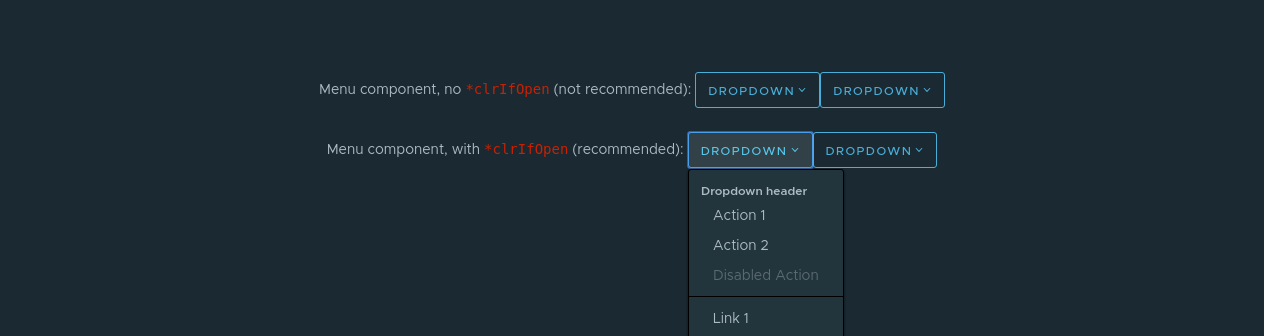 Menu component, no *clrIfOpen (not recommended): DROPDOWN DROPDOWN
Menu component, with *clrIfOpen (recommended): DROPDOWN DROPDOWN
Dropdown header
Action 1
Action 2
Disabled Action
Link 1